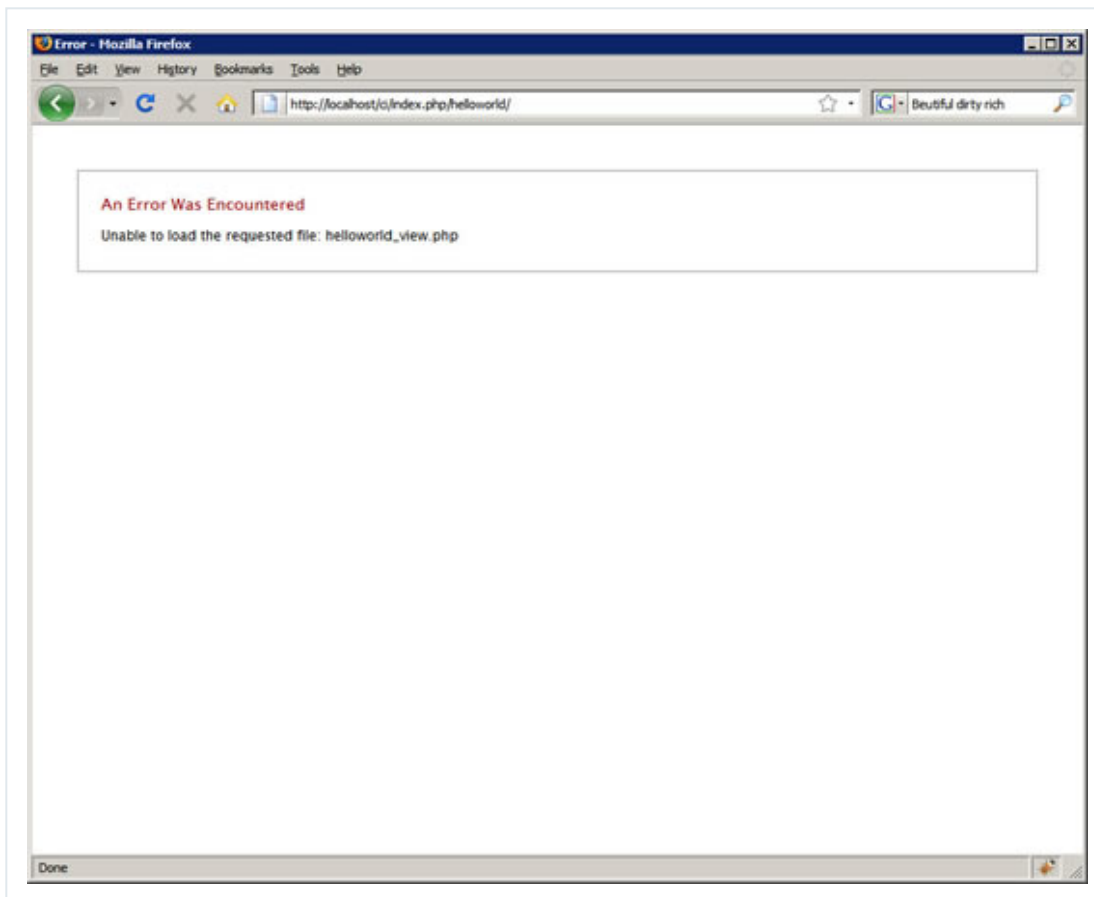 Error - Mozilla Firefox
File Edit View History Bookmarks Tools Help
http://localhost/ci/index.php/helloworld/ G Beutiful dirty rich
An Error Was Encountered
Unable to load the requested file: helloworld_view.php
Done